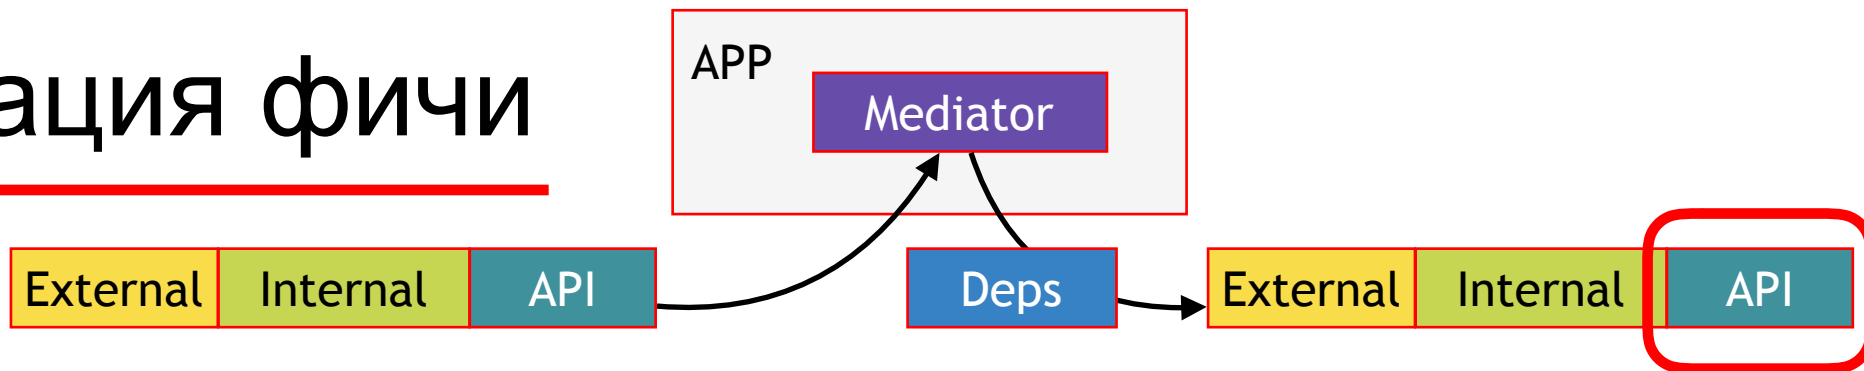 ация фичи
APP
Mediator
External Internal API
Deps
External Internal API